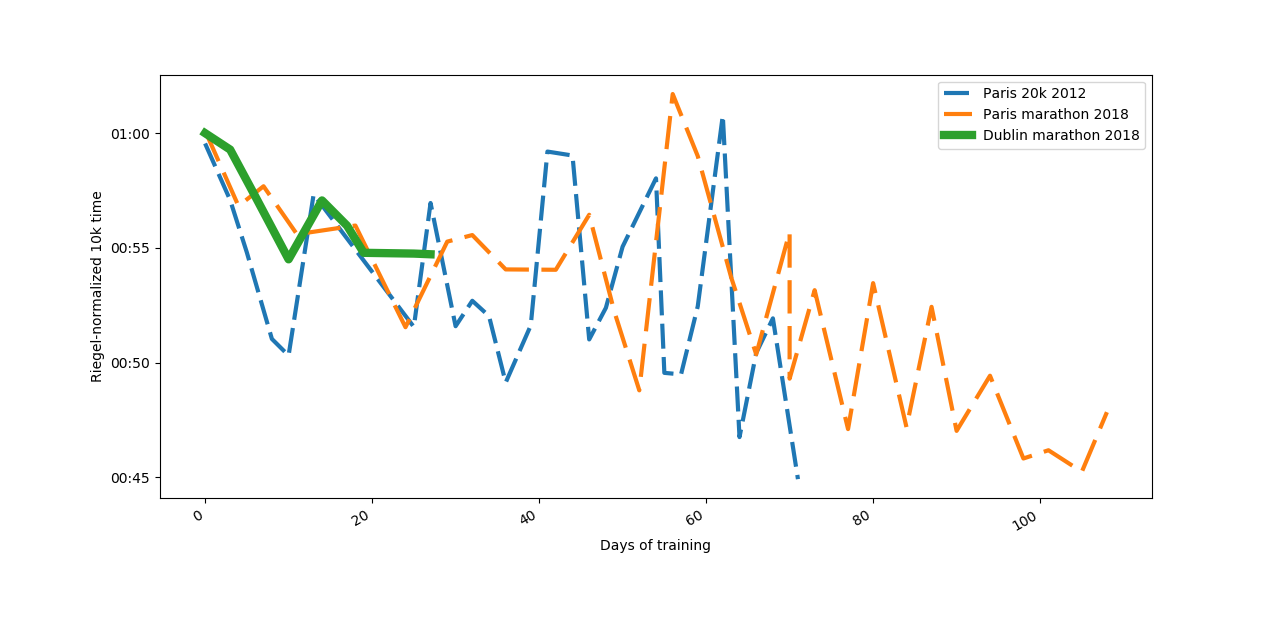 Paris 20k 2012
Paris marathon 2018
Dublin marathon 2018
Riegel-normalized 10k time
01:00
00:55
00:50
00:45
0
20
40
60
80
100
Days of training